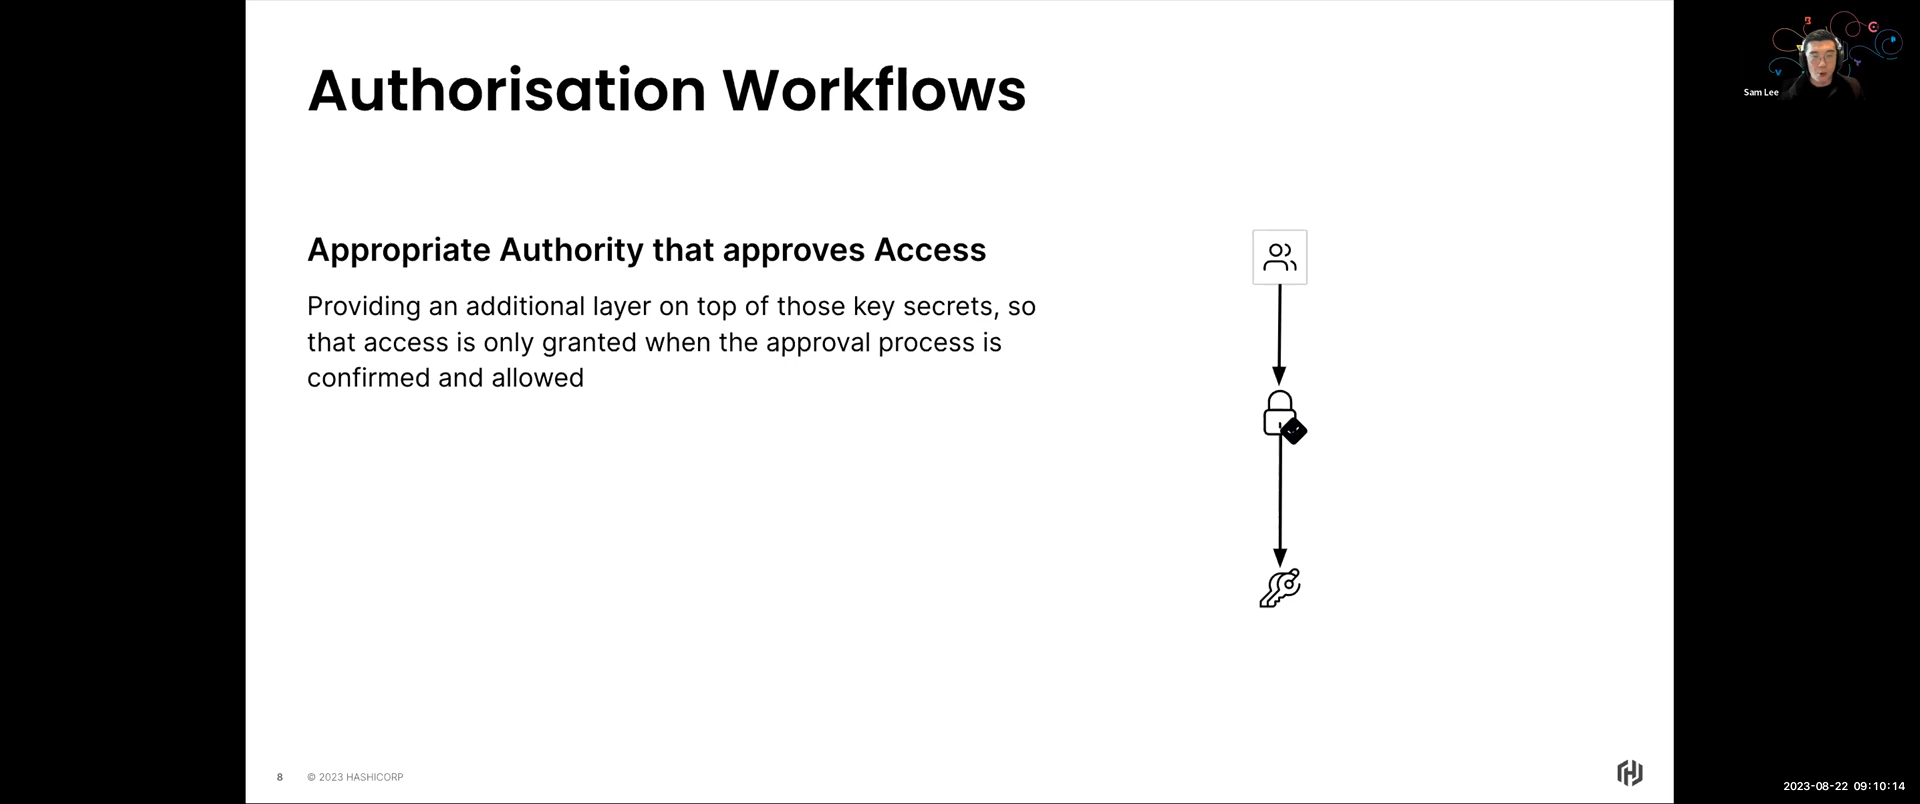 Authorisation Workflows
Appropriate Authority that approves Access
Providing an additional layer on top of those key secrets, so
that access is only granted when the approval process is
confirmed and allowed
8
© 2023 HASHICORP
Sam Lee
2023-08-22 09:10:14